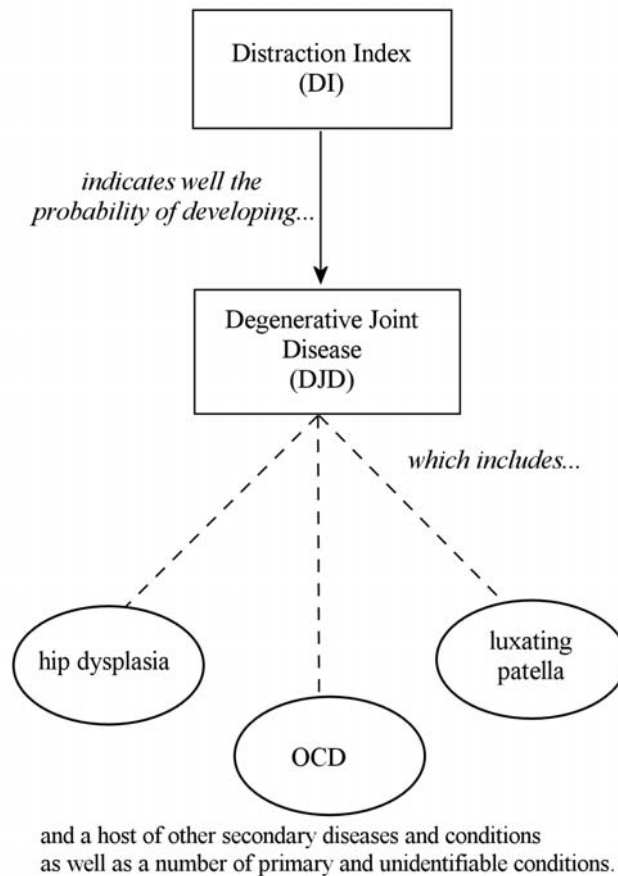 Distraction Index
(DI)
indicates well the
probability of developing...
Degenerative Joint
Disease
(DJD)
which includes...
hip dysplasia
luxating
patella
OCD
and a host of other secondary diseases and conditions
as well as a number of primary and unidentifiable conditions.